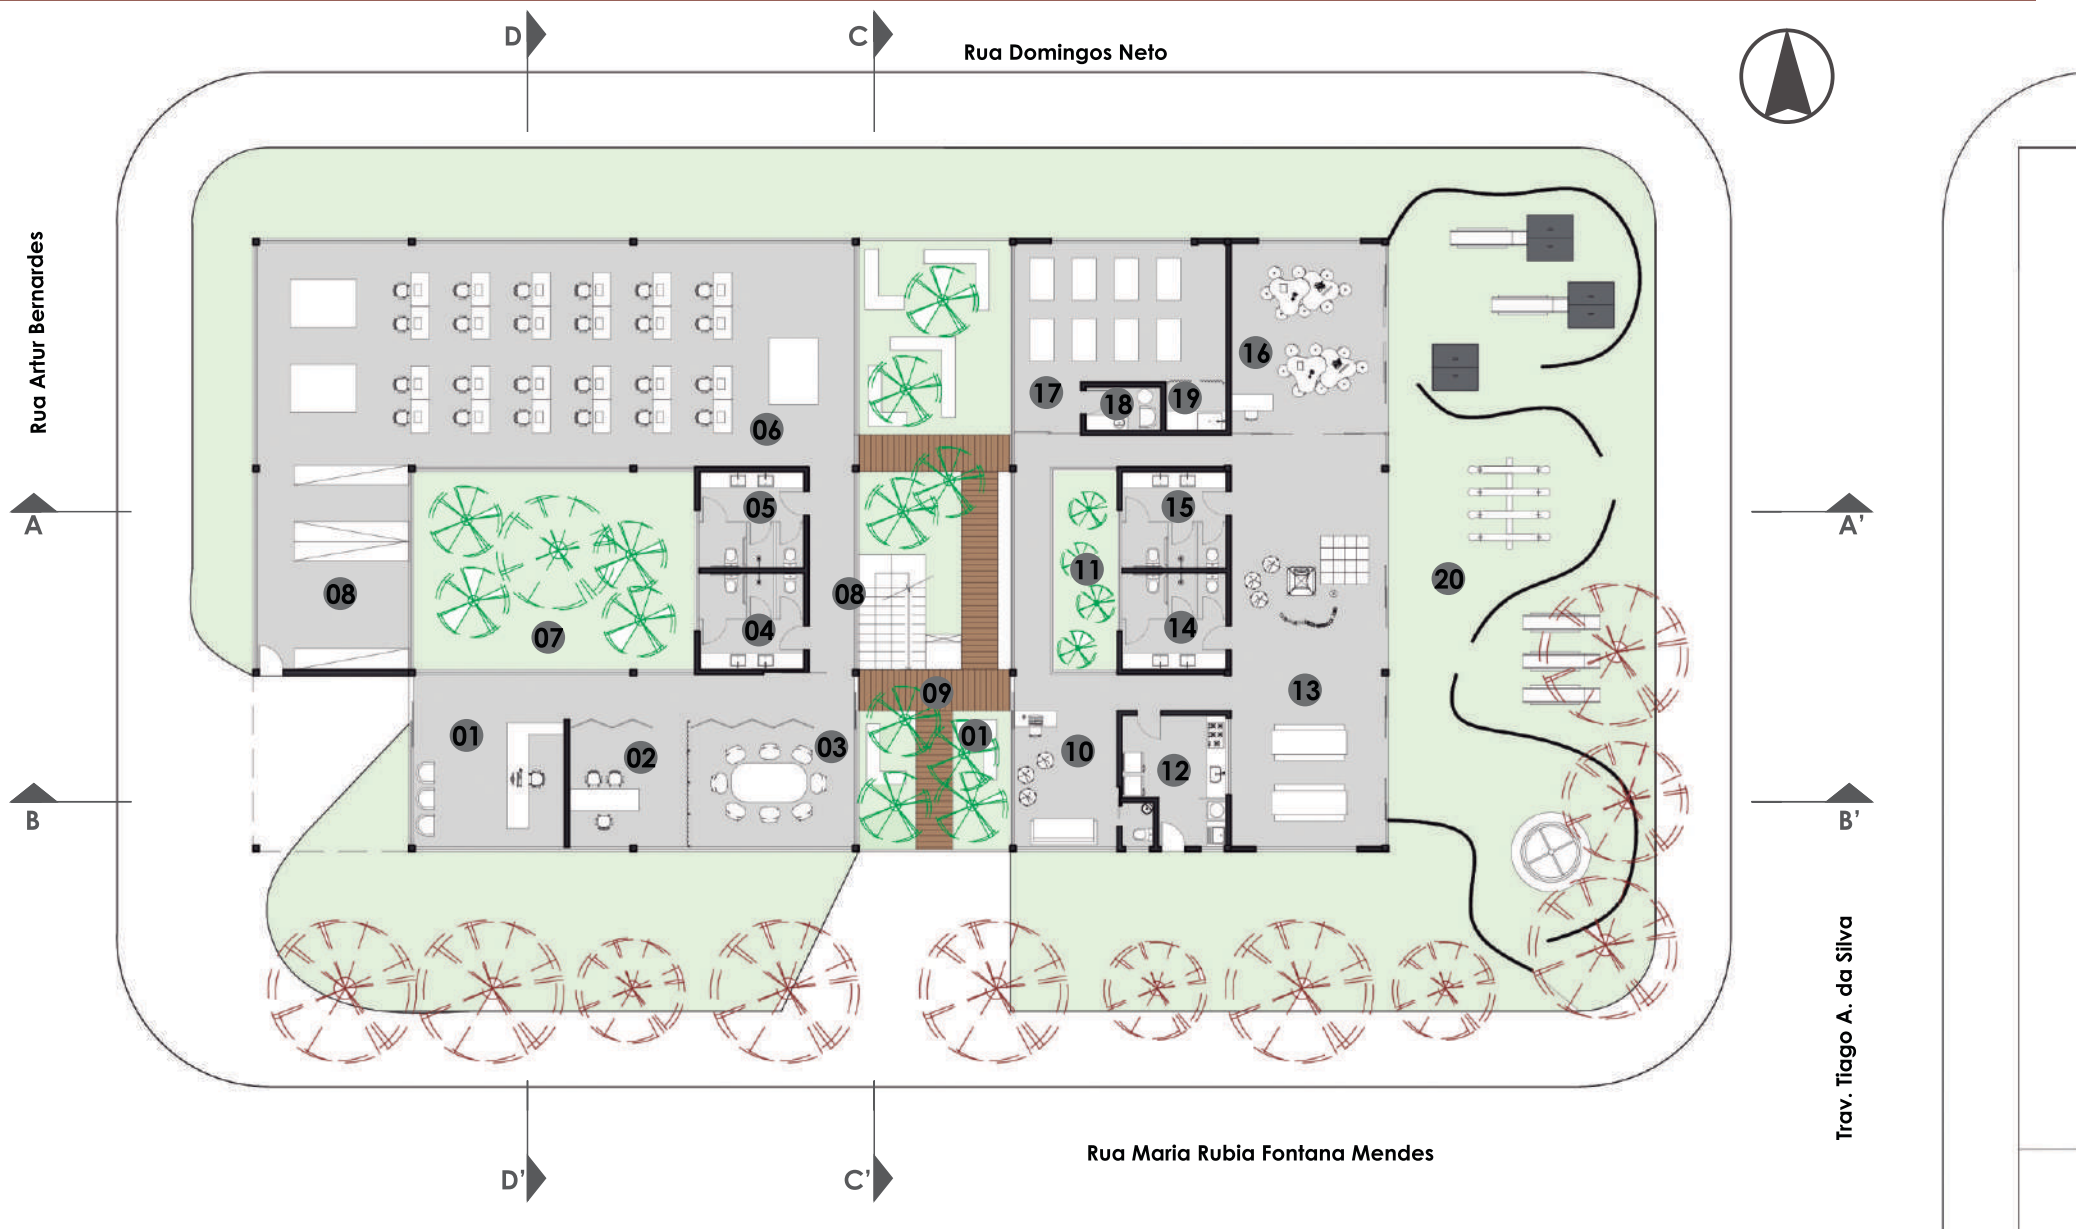 D
C
Rua Domingos Neto
Rua Artur Bernardes
16
17
18
19
06
05
15
A
A'
11
20
08
08
04
14
07
09
13
01
02
03
01
10
12
B
B'
Trav. Tiago A. da Silva
Rua Maria Rubia Fontana Mendes
D'
C'